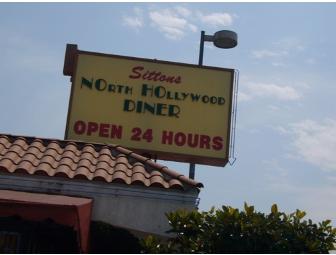 Sittons
NORTH HOLLYWOOD
DINER
OPEN 24 HOURS